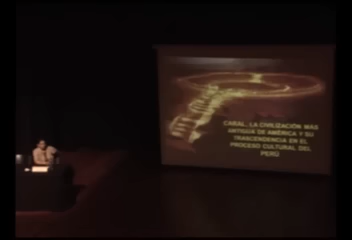 CARAL, LA CIVILIZACIÓN MÁS
ANTIGUA DE AMÉRICA Y SU
TRASCENDENCIA EN EL
PROCESO CULTURAL DEL
PERÚ